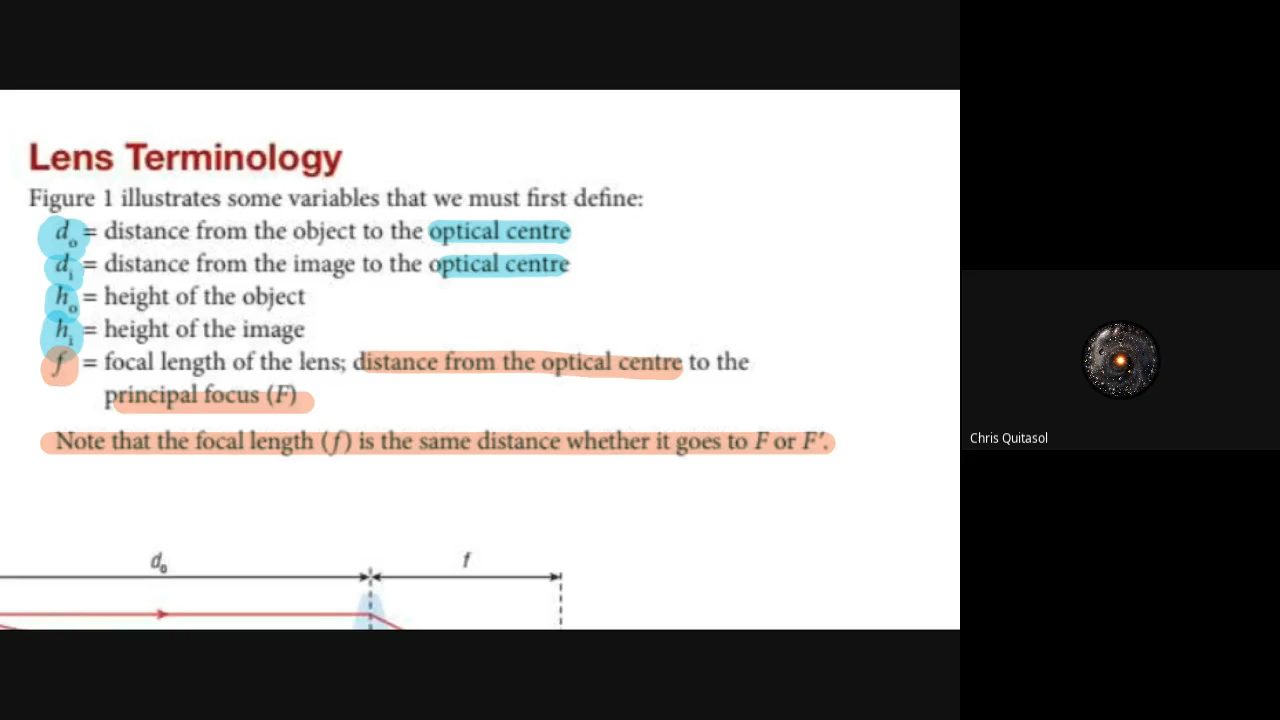 Lens Terminology
Figure 1 illustrates some variables that we must first define:
dₒ = distance from the object to the optical centre
dᵢ = distance from the image to the optical centre
hₒ = height of the object
hᵢ = height of the image
f = focal length of the lens; distance from the optical centre to the
principal focus (F)
Note that the focal length (f) is the same distance whether it goes to F or F′.
dₒ
f
Chris Quitasol